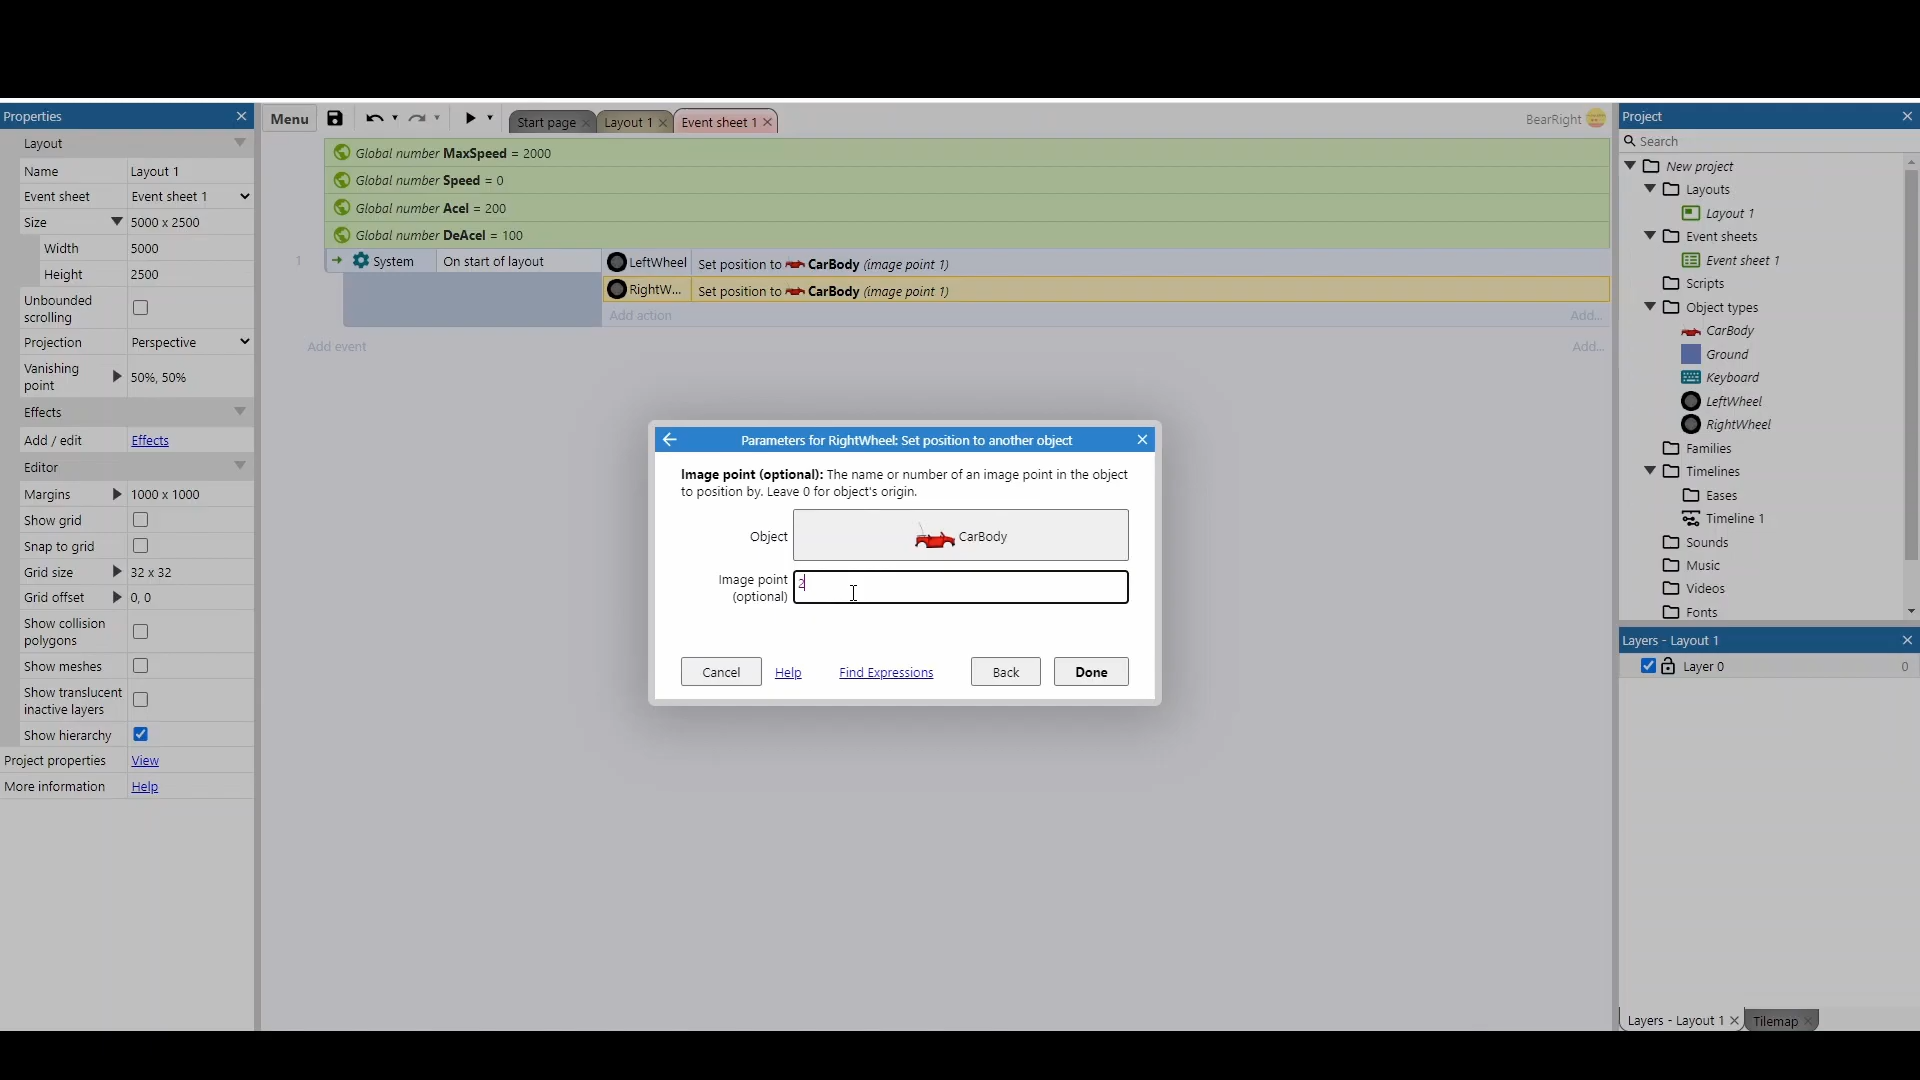 Properties
Layout
Name Layout 1
Event sheet Event sheet 1
Size 5000 x 2500
Width 5000
Height 2500
Unbounded
scrolling
Projection Perspective
Vanishing
point 50%, 50%
Effects
Add / edit Effects
Editor
Margins 1000 x 1000
Show grid
Snap to grid
Grid size 32 x 32
Grid offset 0, 0
Show collision
polygons
Show meshes
Show translucent
inactive layers
Show hierarchy
Project properties View
More information Help
Menu
Start page Layout 1 Event sheet 1
BearRight
Global number MaxSpeed = 2000
Global number Speed = 0
Global number Acel = 200
Global number DeAcel = 100
1 System On start of layout LeftWheel Set position to CarBody (image point 1)
RightW... Set position to CarBody (image point 1)
Add action Add...
Add event Add...
Parameters for RightWheel: Set position to another object
Image point (optional): The name or number of an image point in the object
to position by. Leave 0 for object's origin.
Object CarBody
Image point
(optional) 2
Cancel Help Find Expressions Back Done
Project
Search
New project
Layouts
Layout 1
Event sheets
Event sheet 1
Scripts
Object types
CarBody
Ground
Keyboard
LeftWheel
RightWheel
Families
Timelines
Eases
Timeline 1
Sounds
Music
Videos
Fonts
Layers - Layout 1
Layer 0 0
Layers - Layout 1 Tilemap